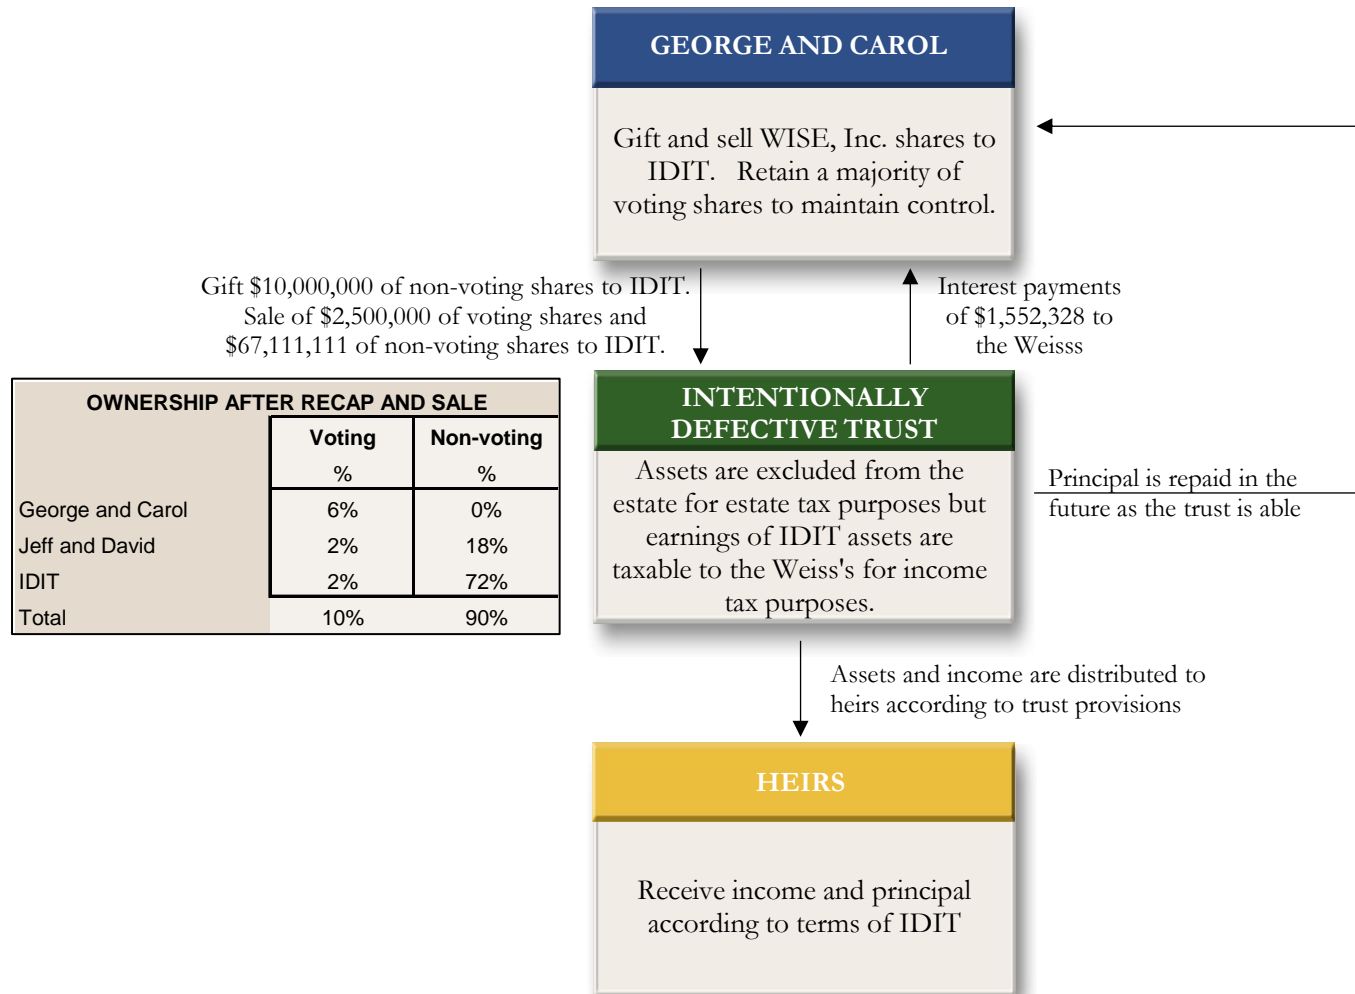 GEORGE AND CAROL
Gift and sell WISE, Inc. shares to
IDIT. Retain a majority of
voting shares to maintain control.
Gift $10,000,000 of non-voting shares to IDIT.
Sale of $2,500,000 of voting shares and
$67,111,111 of non-voting shares to IDIT.
Interest payments
of $1,552,328 to
the Weisss
OWNERSHIP AFTER RECAP AND SALE
Voting Non-voting
% %
George and Carol 6% 0%
Jeff and David 2% 18%
IDIT 2% 72%
Total 10% 90%
INTENTIONALLY
DEFECTIVE TRUST
Assets are excluded from the
estate for estate tax purposes but
earnings of IDIT assets are
taxable to the Weiss's for income
tax purposes.
Principal is repaid in the
future as the trust is able
Assets and income are distributed to
heirs according to trust provisions
HEIRS
Receive income and principal
according to terms of IDIT